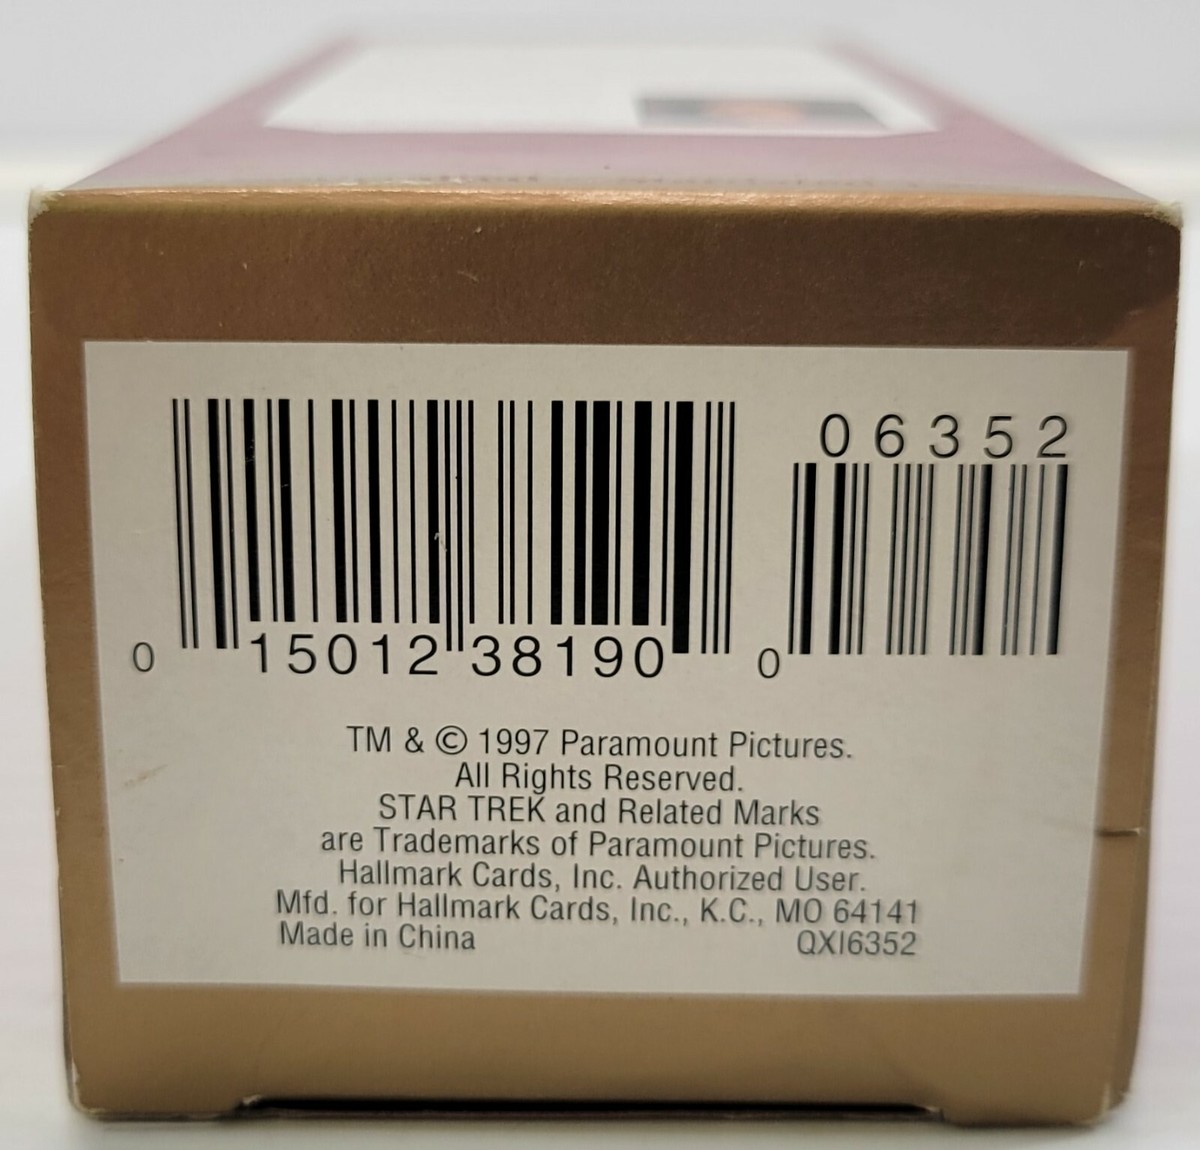 06352
0 15012 38190 0
TM & © 1997 Paramount Pictures.
All Rights Reserved.
STAR TREK and Related Marks
are Trademarks of Paramount Pictures.
Hallmark Cards, Inc. Authorized User.
Mfd. for Hallmark Cards, Inc., K.C., MO 64141
Made in China QXI6352